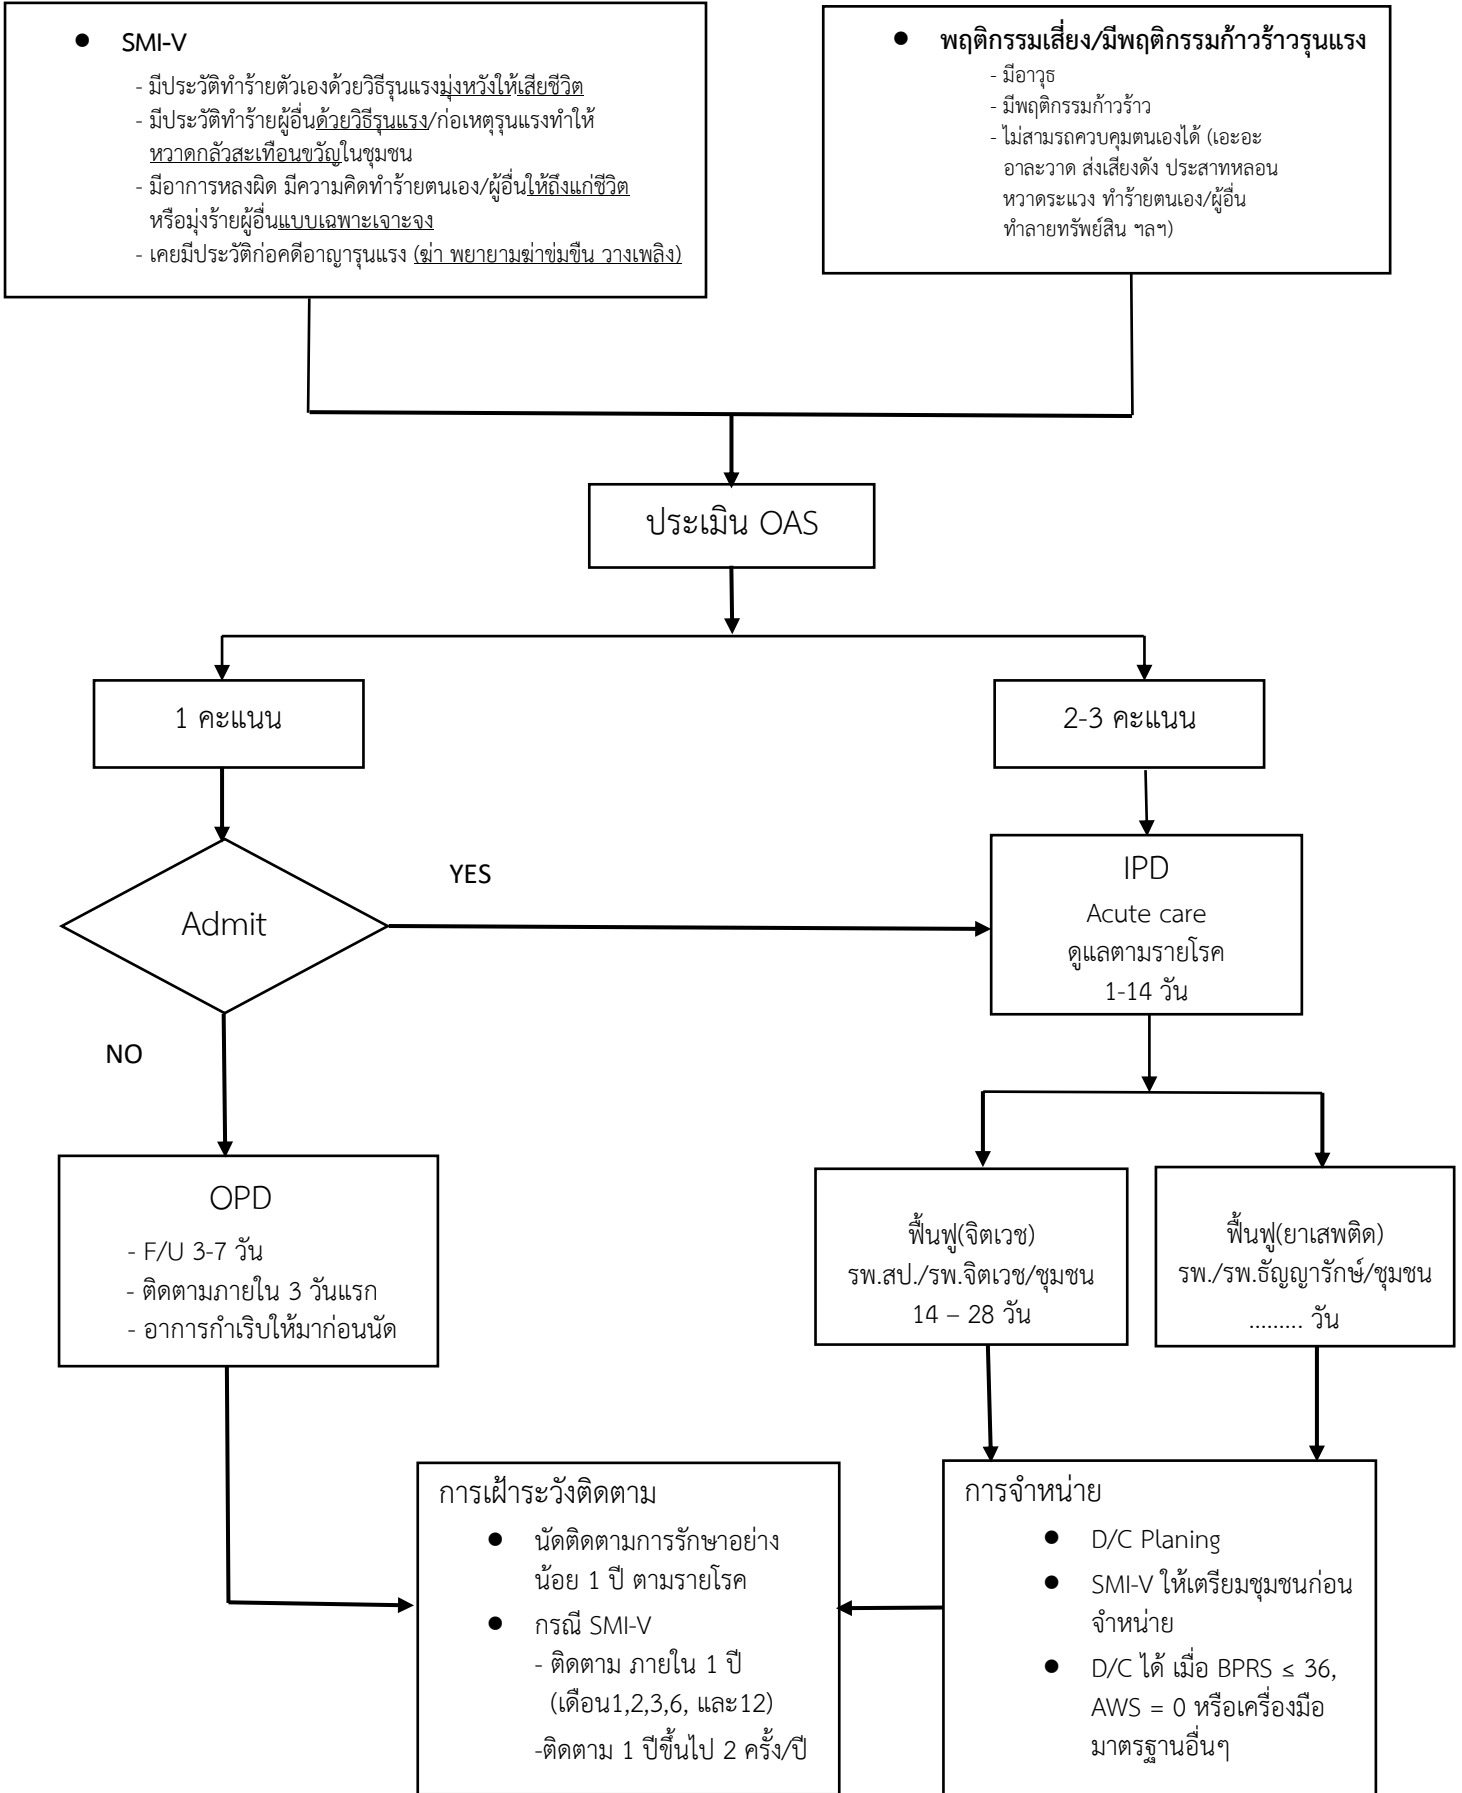 ● SMI-V
- มีประวัติทำร้ายตัวเองด้วยวิธีรุนแรงมุ่งหวังให้เสียชีวิต
- มีประวัติทำร้ายผู้อื่นด้วยวิธีรุนแรง/ก่อเหตุรุนแรงทำให้
หวาดกลัวสะเทือนขวัญในชุมชน
- มีอาการหลงผิด มีความคิดทำร้ายตนเอง/ผู้อื่นให้ถึงแก่ชีวิต
หรือมุ่งร้ายผู้อื่นแบบเฉพาะเจาะจง
- เคยมีประวัติก่อคดีอาญารุนแรง (ฆ่า พยายามฆ่าข่มขืน วางเพลิง)
● พฤติกรรมเสี่ยง/มีพฤติกรรมก้าวร้าวรุนแรง
- มีอาวุธ
- มีพฤติกรรมก้าวร้าว
- ไม่สามรถควบคุมตนเองได้ (เอะอะ
อาละวาด ส่งเสียงดัง ประสาทหลอน
หวาดระแวง ทำร้ายตนเอง/ผู้อื่น
ทำลายทรัพย์สิน ฯลฯ)
ประเมิน OAS
1 คะแนน
2-3 คะแนน
Admit
YES
NO
IPD
Acute care
ดูแลตามรายโรค
1-14 วัน
OPD
- F/U 3-7 วัน
- ติดตามภายใน 3 วันแรก
- อาการกำเริบให้มาก่อนนัด
ฟื้นฟู(จิตเวช)
รพ.สป./รพ.จิตเวช/ชุมชน
14 – 28 วัน
ฟื้นฟู(ยาเสพติด)
รพ./รพ.ธัญญารักษ์/ชุมชน
......... วัน
การเฝ้าระวังติดตาม
● นัดติดตามการรักษาอย่าง
น้อย 1 ปี ตามรายโรค
● กรณี SMI-V
- ติดตาม ภายใน 1 ปี
(เดือน1,2,3,6, และ12)
-ติดตาม 1 ปีขึ้นไป 2 ครั้ง/ปี
การจำหน่าย
● D/C Planing
● SMI-V ให้เตรียมชุมชนก่อน
จำหน่าย
● D/C ได้ เมื่อ BPRS ≤ 36,
AWS = 0 หรือเครื่องมือ
มาตรฐานอื่นๆ